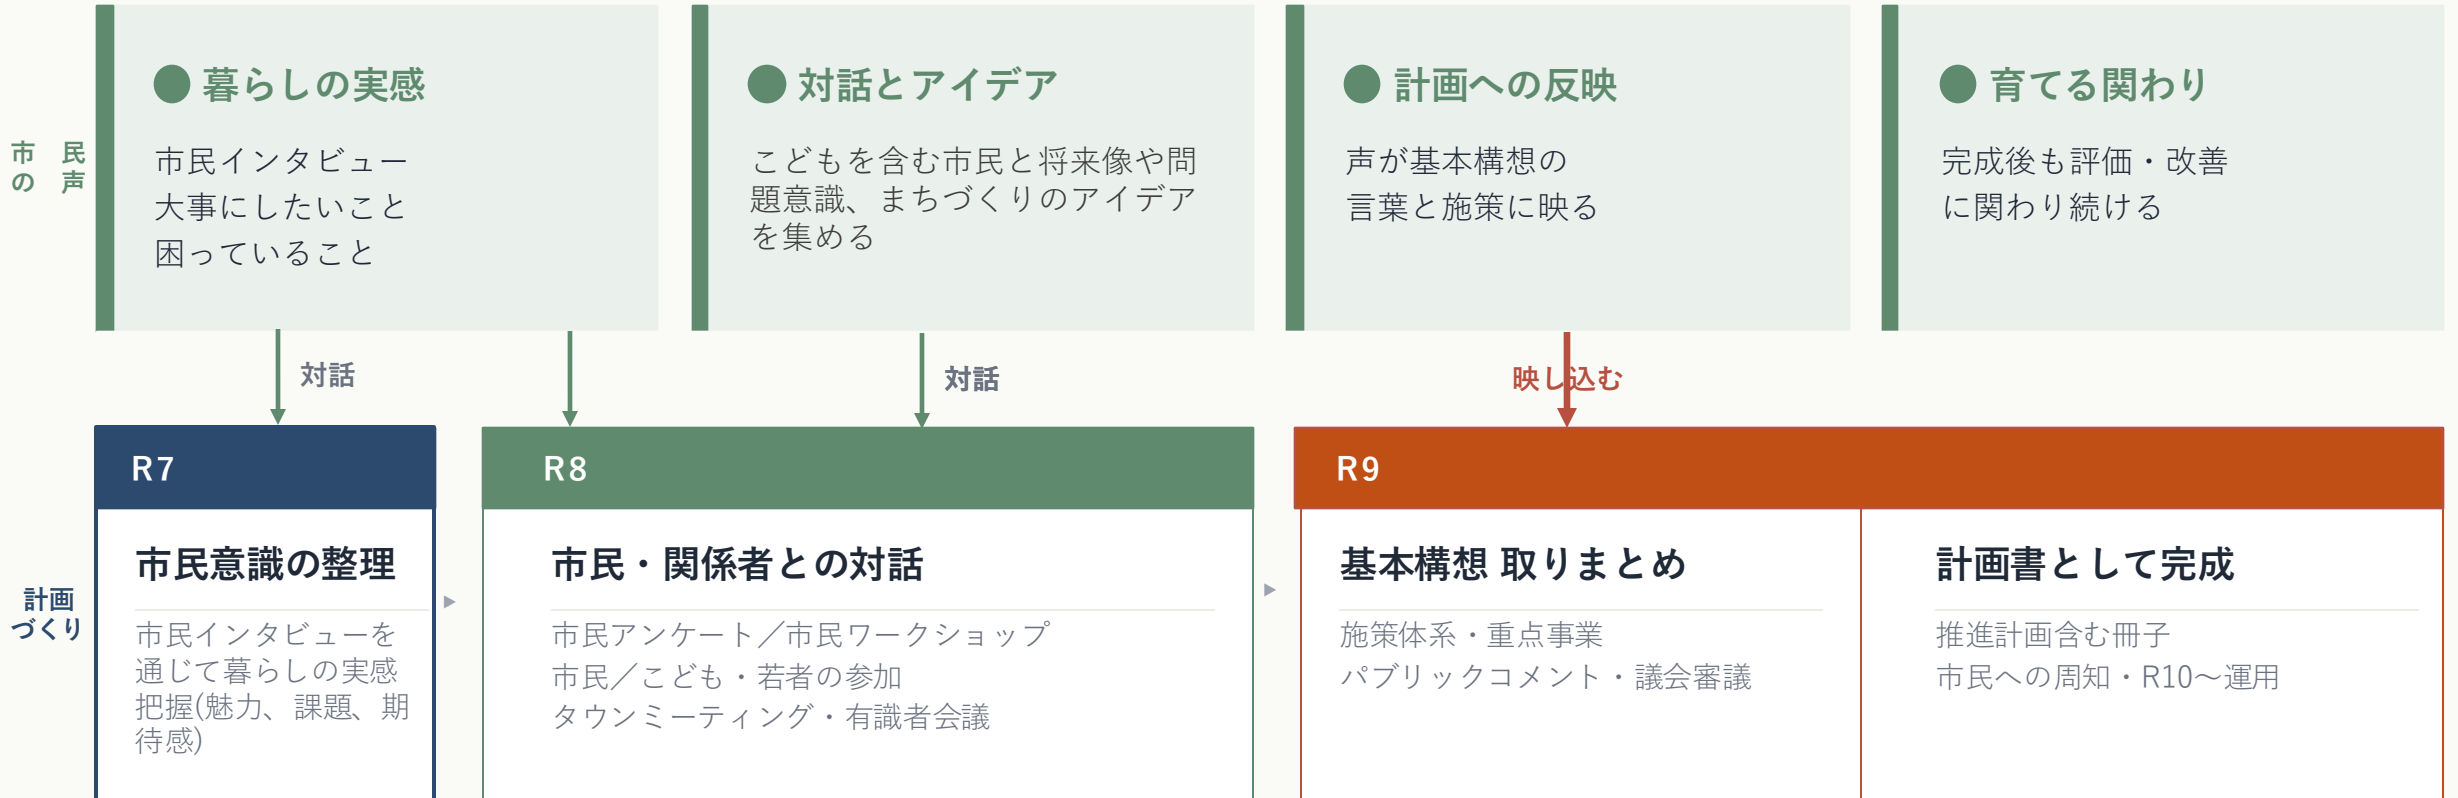 市　民
の　声
● 暮らしの実感
市民インタビュー
大事にしたいこと
困っていること
● 対話とアイデア
こどもを含む市民と将来像や問
題意識、まちづくりのアイデア
を集める
● 計画への反映
声が基本構想の
言葉と施策に映る
● 育てる関わり
完成後も評価・改善
に関わり続ける
対話
対話
映し込む
計画
づくり
R7
市民意識の整理
市民インタビューを
通じて暮らしの実感
把握(魅力、課題、期
待感)
R8
市民・関係者との対話
市民アンケート／市民ワークショップ
市民／こども・若者の参加
タウンミーティング・有識者会議
R9
基本構想 取りまとめ
施策体系・重点事業
パブリックコメント・議会審議
計画書として完成
推進計画含む冊子
市民への周知・R10～運用